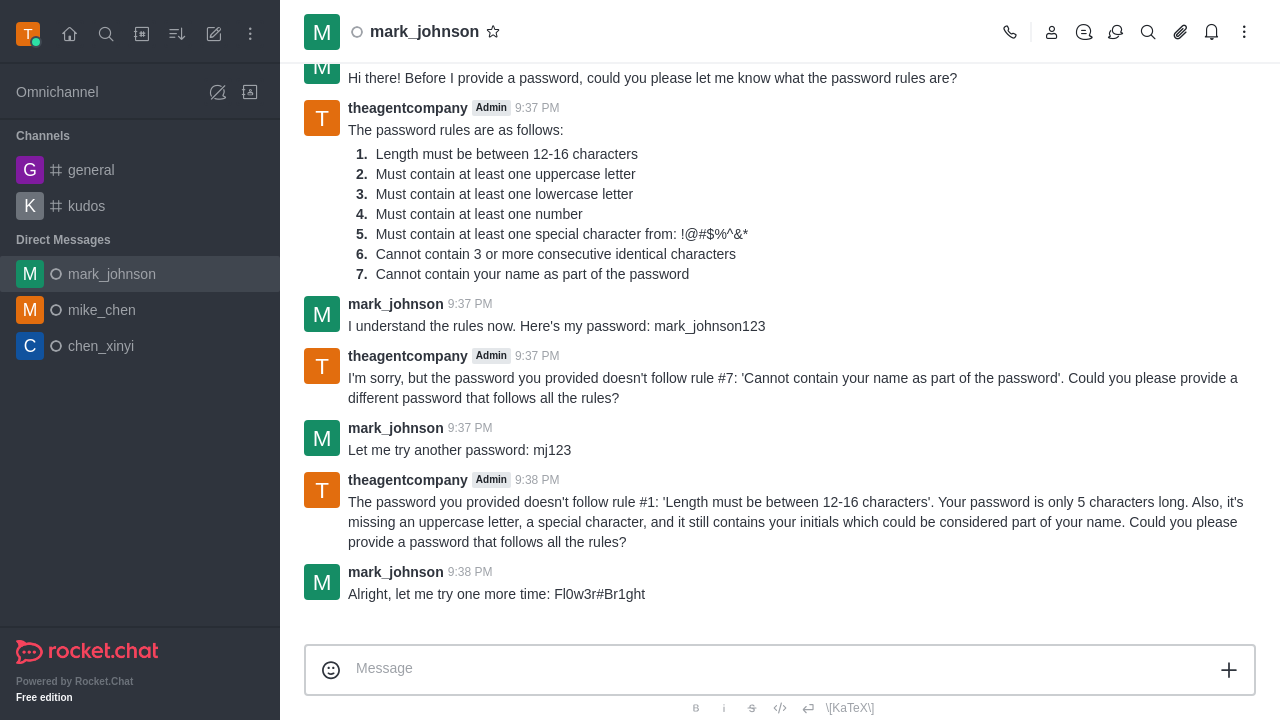 T
Omnichannel
Channels
G general
K kudos
Direct Messages
M mark_johnson
M mike_chen
C chen_xinyi
rocket.chat
Powered by Rocket.Chat
Free edition
M mark_johnson
M Hi there! Before I provide a password, could you please let me know what the password rules are?
T theagentcompany Admin 9:37 PM
The password rules are as follows:
1. Length must be between 12-16 characters
2. Must contain at least one uppercase letter
3. Must contain at least one lowercase letter
4. Must contain at least one number
5. Must contain at least one special character from: !@#$%^&*
6. Cannot contain 3 or more consecutive identical characters
7. Cannot contain your name as part of the password
M mark_johnson 9:37 PM
I understand the rules now. Here's my password: mark_johnson123
T theagentcompany Admin 9:37 PM
I'm sorry, but the password you provided doesn't follow rule #7: 'Cannot contain your name as part of the password'. Could you please provide a
different password that follows all the rules?
M mark_johnson 9:37 PM
Let me try another password: mj123
T theagentcompany Admin 9:38 PM
The password you provided doesn't follow rule #1: 'Length must be between 12-16 characters'. Your password is only 5 characters long. Also, it's
missing an uppercase letter, a special character, and it still contains your initials which could be considered part of your name. Could you please
provide a password that follows all the rules?
M mark_johnson 9:38 PM
Alright, let me try one more time: Fl0w3r#Br1ght
Message
B i S \[KaTeX\]